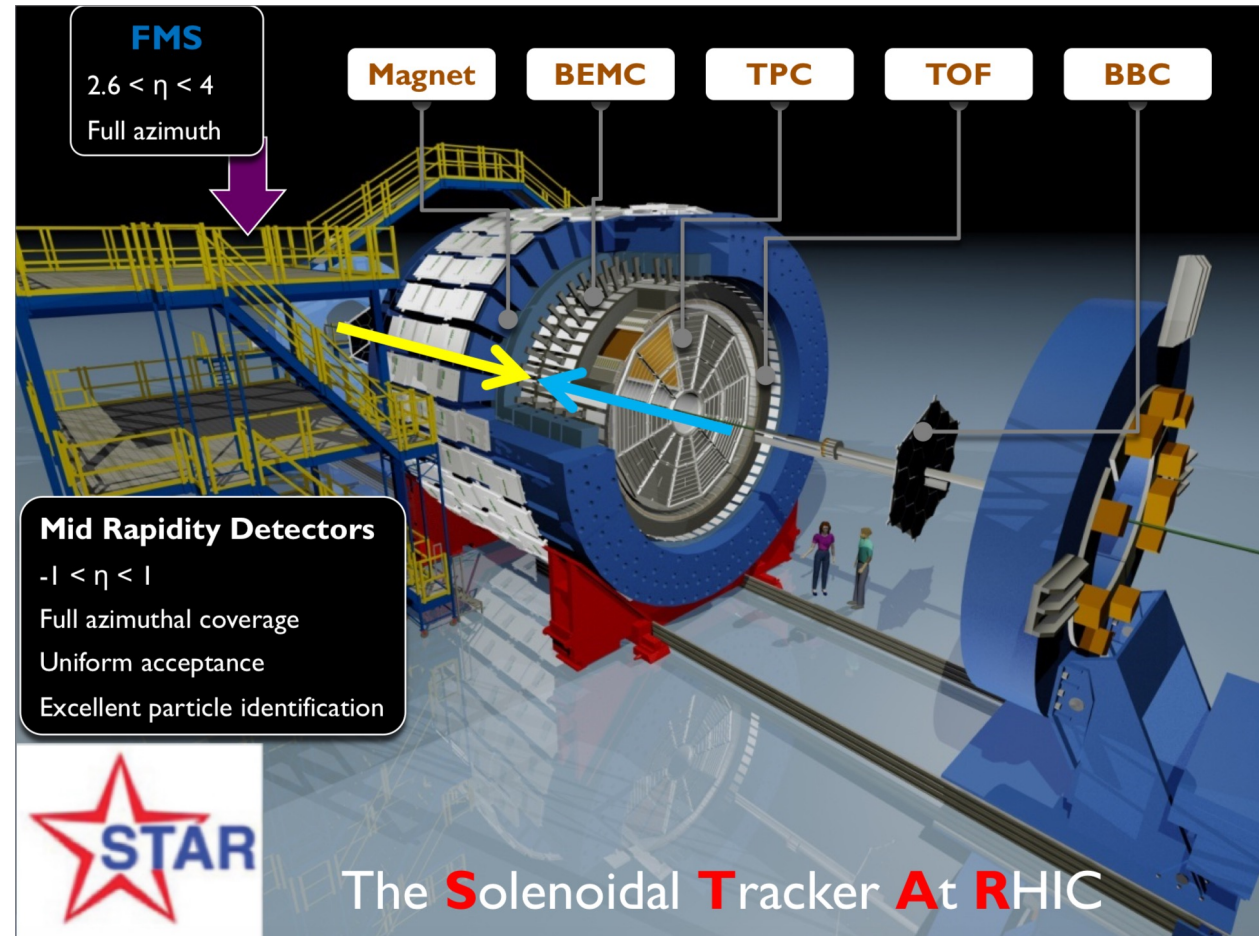 FMS
2.6 < η < 4
Full azimuth
Magnet
BEMC
TPC
TOF
BBC
Mid Rapidity Detectors
-1 < η < 1
Full azimuthal coverage
Uniform acceptance
Excellent particle identification
STAR
The Solenoidal Tracker At RHIC